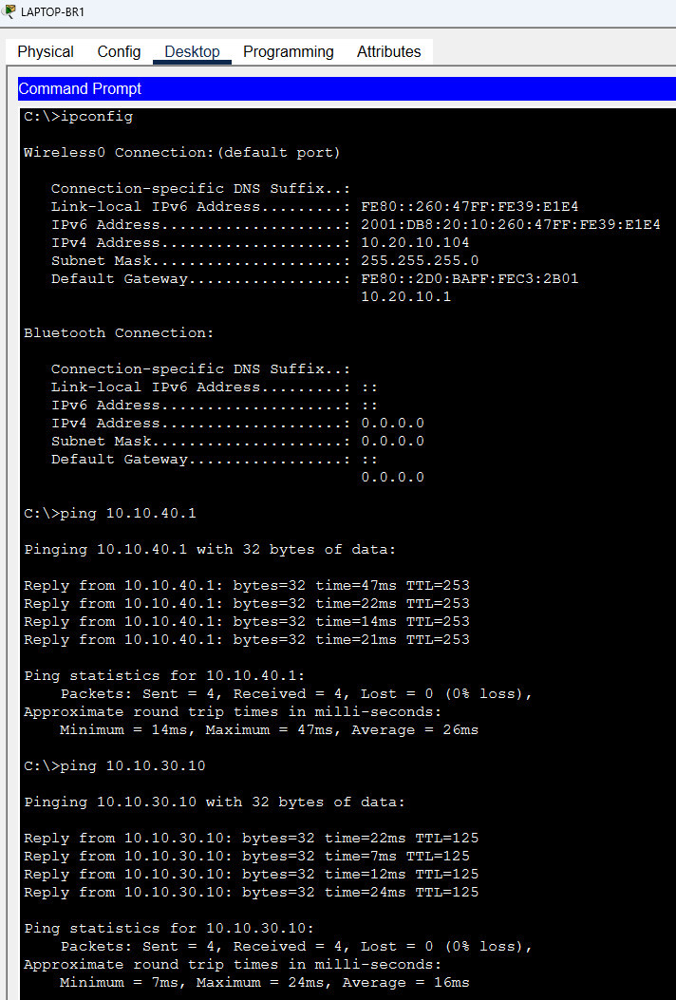 LAPTOP-BR1
Physical Config Desktop Programming Attributes
Command Prompt
C:\>ipconfig
Wireless0 Connection:(default port)
Connection-specific DNS Suffix..:
Link-local IPv6 Address.........: FE80::260:47FF:FE39:E1E4
IPv6 Address....................: 2001:DB8:20:10:260:47FF:FE39:E1E4
IPv4 Address....................: 10.20.10.104
Subnet Mask.....................: 255.255.255.0
Default Gateway.................: FE80::2D0:BAFF:FEC3:2B01
10.20.10.1
Bluetooth Connection:
Connection-specific DNS Suffix..:
Link-local IPv6 Address.........: ::
IPv6 Address....................: ::
IPv4 Address....................: 0.0.0.0
Subnet Mask.....................: 0.0.0.0
Default Gateway.................: ::
0.0.0.0
C:\>ping 10.10.40.1
Pinging 10.10.40.1 with 32 bytes of data:
Reply from 10.10.40.1: bytes=32 time=47ms TTL=253
Reply from 10.10.40.1: bytes=32 time=22ms TTL=253
Reply from 10.10.40.1: bytes=32 time=14ms TTL=253
Reply from 10.10.40.1: bytes=32 time=21ms TTL=253
Ping statistics for 10.10.40.1:
Packets: Sent = 4, Received = 4, Lost = 0 (0% loss),
Approximate round trip times in milli-seconds:
Minimum = 14ms, Maximum = 47ms, Average = 26ms
C:\>ping 10.10.30.10
Pinging 10.10.30.10 with 32 bytes of data:
Reply from 10.10.30.10: bytes=32 time=22ms TTL=125
Reply from 10.10.30.10: bytes=32 time=7ms TTL=125
Reply from 10.10.30.10: bytes=32 time=12ms TTL=125
Reply from 10.10.30.10: bytes=32 time=24ms TTL=125
Ping statistics for 10.10.30.10:
Packets: Sent = 4, Received = 4, Lost = 0 (0% loss),
Approximate round trip times in milli-seconds:
Minimum = 7ms, Maximum = 24ms, Average = 16ms